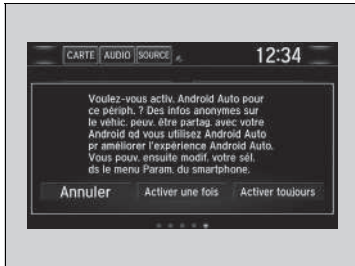 CARTE AUDIO SOURCE 12:34
Voulez-vous activ. Android Auto pour
ce périph. ? Des infos anonymes sur
le véhic. peuv. être partag. avec votre
Android qd vous utilisez Android Auto
pr améliorer l'expérience Android Auto.
Vous pouv. ensuite modif. votre sél.
ds le menu Param. du smartphone.
Annuler Activer une fois Activer toujours